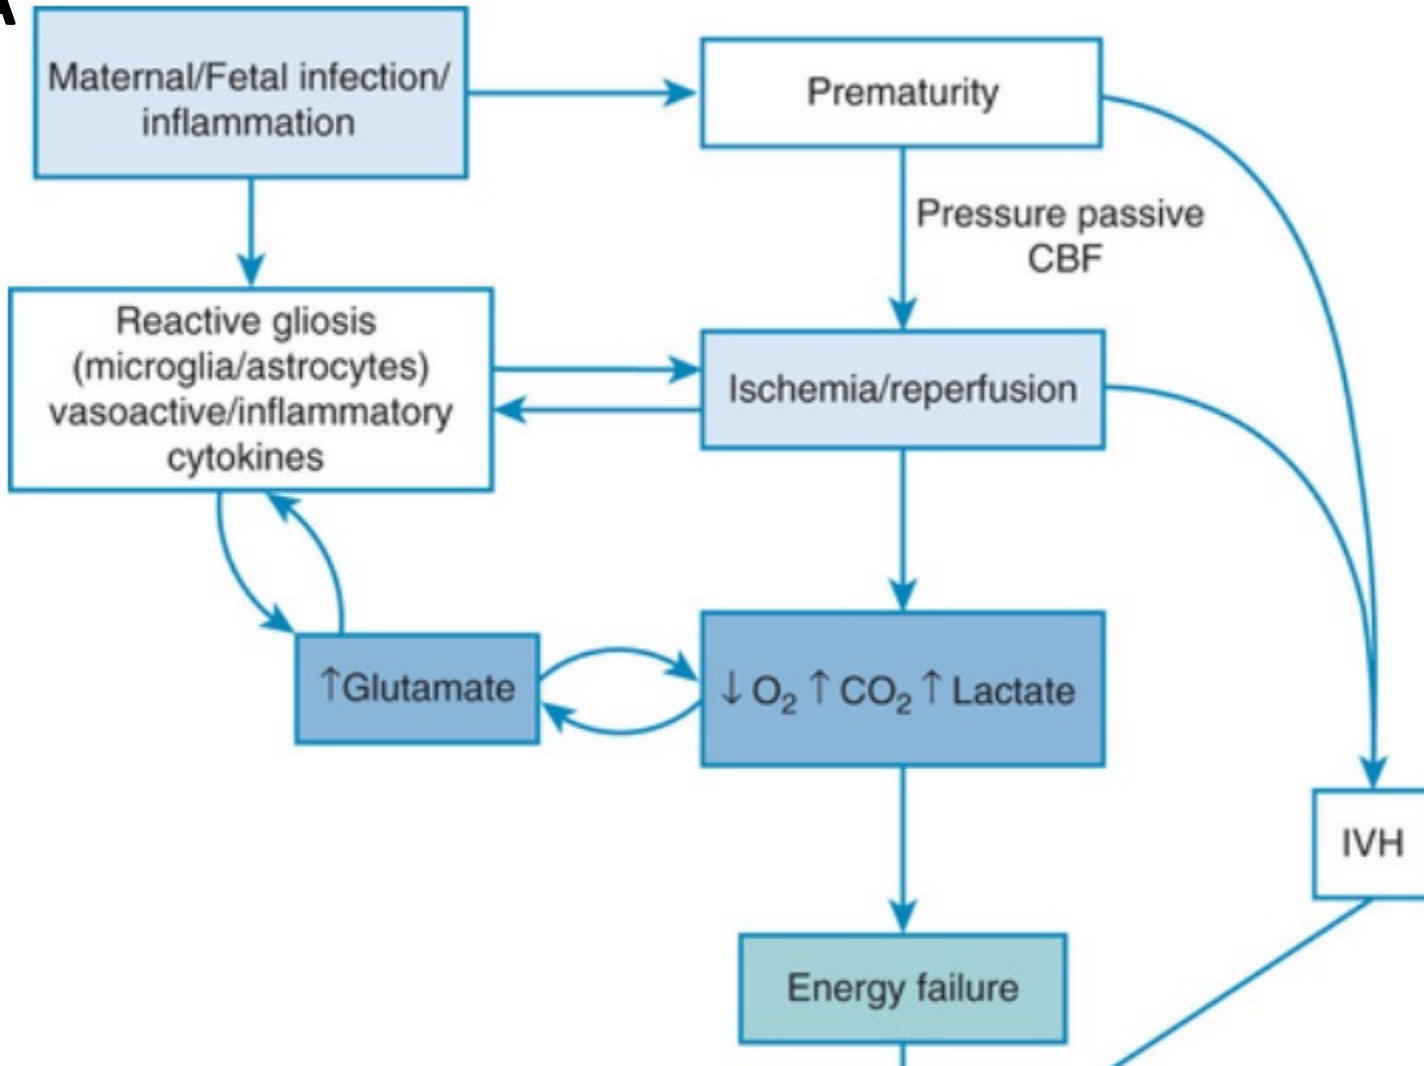 A
Maternal/Fetal infection/
inflammation
Prematurity
Pressure passive
CBF
Reactive gliosis
(microglia/astrocytes)
vasoactive/inflammatory
cytokines
Ischemia/reperfusion
↑Glutamate
↓ O₂ ↑ CO₂ ↑ Lactate
IVH
Energy failure